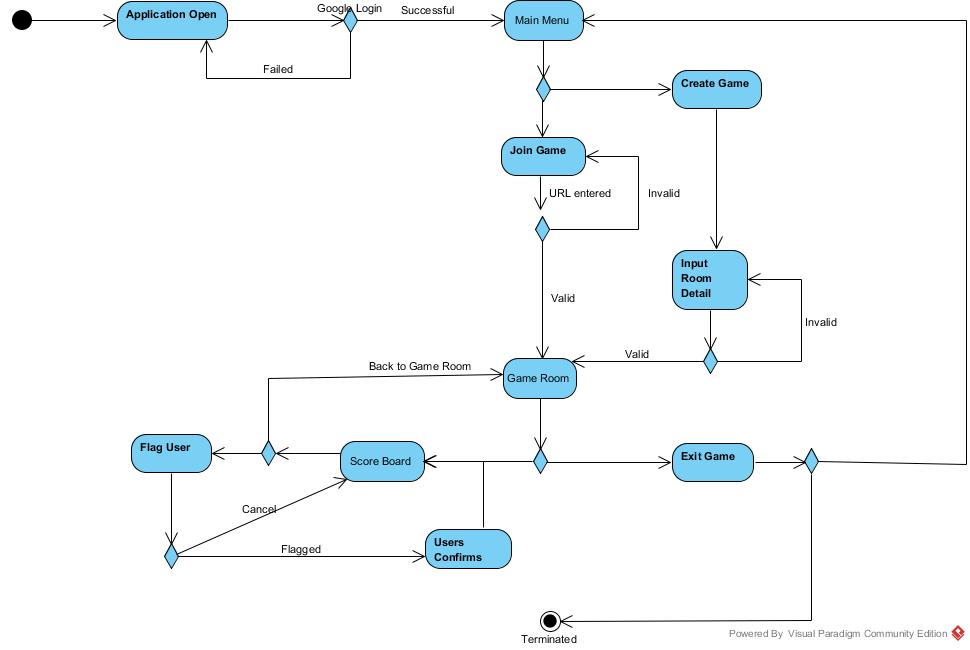 Google Login
Application Open
Successful
Main Menu
Failed
Create Game
Join Game
URL entered
Invalid
Input
Room
Detail
Valid
Invalid
Valid
Back to Game Room
Game Room
Flag User
Score Board
Exit Game
Cancel
Flagged
Users
Confirms
Terminated
Powered By Visual Paradigm Community Edition